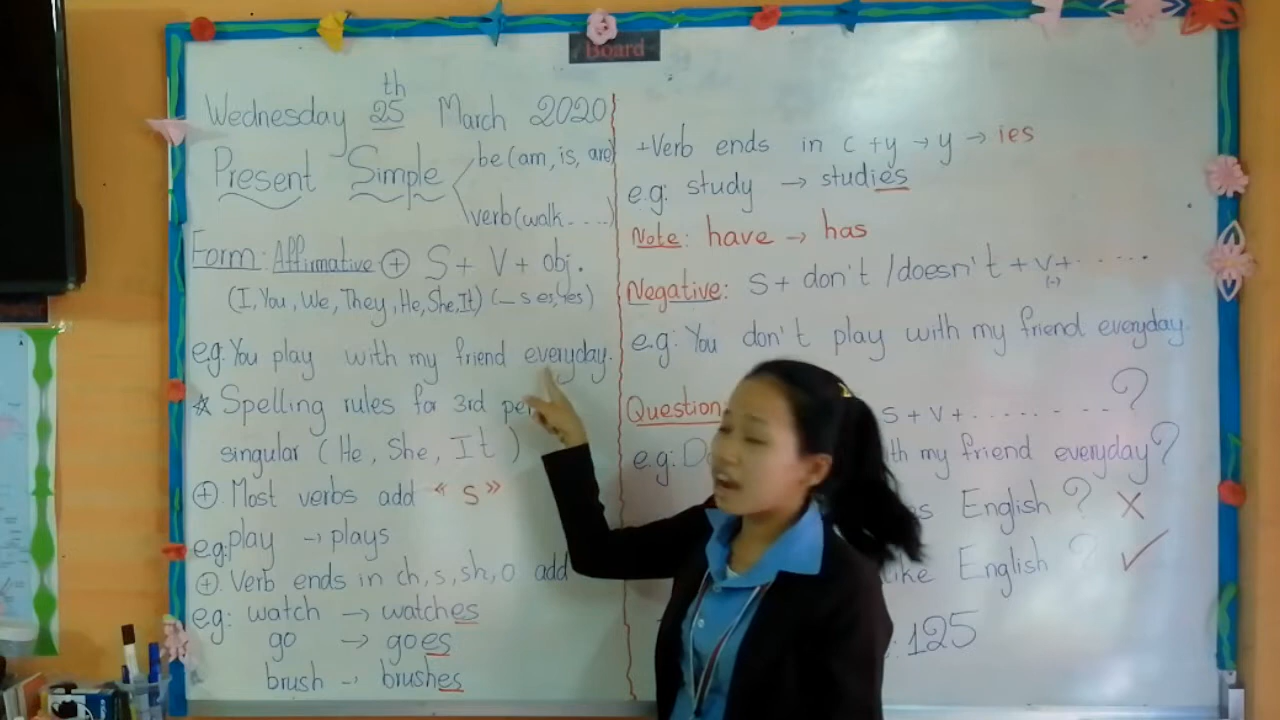 Board
Wednesday 25th March 2020
Present Simple
be (am, is, are)
verb (walk ....)
Form: Affirmative ⊕ S + V + obj.
(I, You, We, They, He, She, It) (— s es, ies)
e.g: You play with my friend everyday.
☆ Spelling rules for 3rd
singular (He, She, It)
⊕ Most verbs add "s"
e.g: play → plays
⊕. Verb ends in ch, s, sh, o add
e.g: watch → watches
go → goes
brush → brushes
+Verb ends in c + y → y → ies
e.g: study → studies
Note: have → has
Negative: S + don't / doesn't + v + ......
(-)
e.g: You don't play with my friend everyday.
Question S + V + ........ ?
e.g: my friend everyday?
English ? ✗
like English ? ✓
125